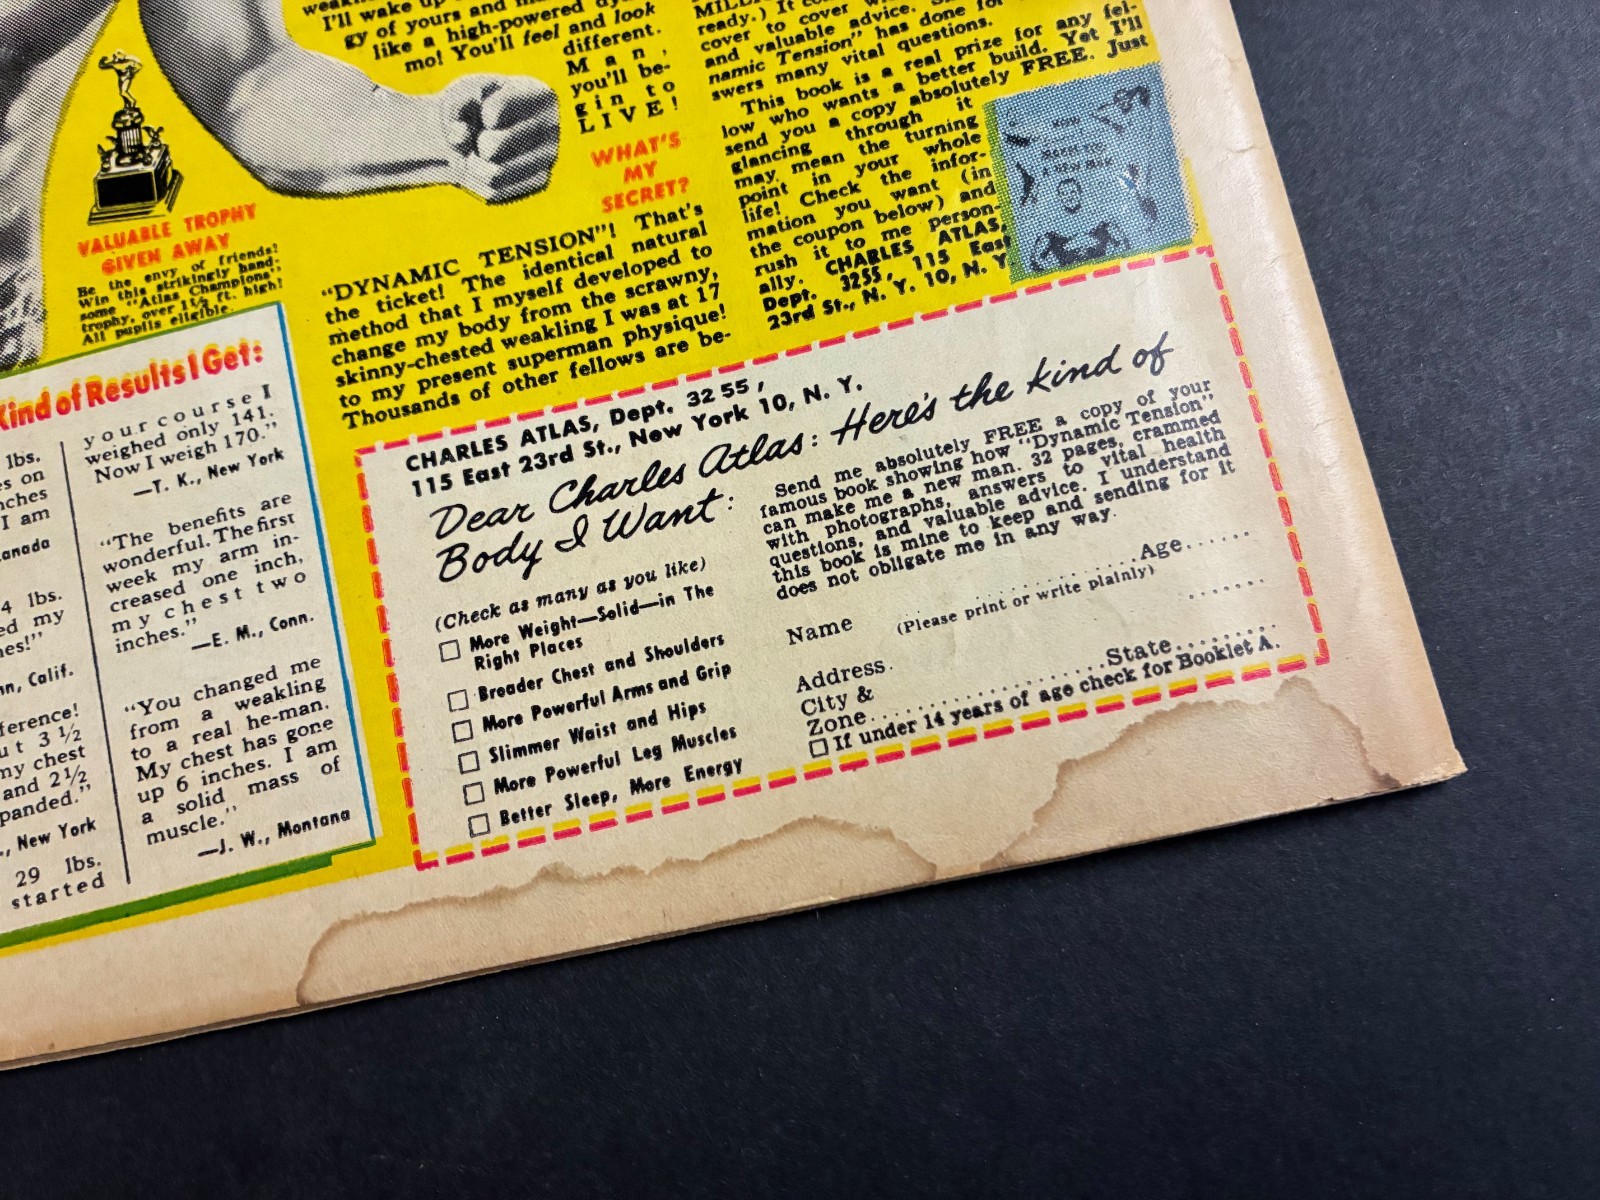 I'll wake up
gy of yours and
like a high-powered
mo! You'll feel and look
different.
Man,
you'll be-
gin to
LIVE!
WHAT'S
MY
SECRET?
"DYNAMIC TENSION"! That's
the ticket! The identical natural
method that I myself developed to
change my body from the scrawny,
skinny-chested weakling I was at 17
to my present superman physique!
Thousands of other fellows are be-
ready.) It
cover to cover
and valuable advice.
namic Tension" has done for
swers many vital questions.
This book is a real prize for any fel-
low who wants a better build. Yet I'll
send you a copy absolutely FREE. Just
glancing through it
may mean the turning
point in your whole
life! Check the infor-
mation you want (in
the coupon below) and
rush it to me person-
ally. CHARLES ATLAS,
Dept. 3255, 115 East
23rd St., N. Y. 10, N. Y.
VALUABLE TROPHY
GIVEN AWAY
Be the envy of friends!
Win this strikingly hand-
some "Atlas Champions"
trophy, over 1½ ft. high!
All pupils eligible.
Kind of Results I Get:
lbs.
es on
nches
I am
anada
4 lbs.
ed my
es!"
nn, Calif.
ference!
ut 3½
my chest
and 2½
panded."
., New York
29 lbs.
started
your course I
weighed only 141.
Now I weigh 170."
—T. K., New York
"The benefits are
wonderful. The first
week my arm in-
creased one inch,
my chest two
inches."
—E. M., Conn.
"You changed me
from a weakling
to a real he-man.
My chest has gone
up 6 inches. I am
a solid mass of
muscle."
—J. W., Montana
CHARLES ATLAS, Dept. 3255,
115 East 23rd St., New York 10, N. Y.
Dear Charles Atlas: Here's the kind of
Body I Want:
(Check as many as you like)
More Weight—Solid—in The
Right Places
Broader Chest and Shoulders
More Powerful Arms and Grip
Slimmer Waist and Hips
More Powerful Leg Muscles
Better Sleep, More Energy
Send me absolutely FREE a copy of your
famous book showing how "Dynamic Tension"
can make me a new man. 32 pages, crammed
with photographs, answers to vital health
questions, and valuable advice. I understand
this book is mine to keep and sending for it
does not obligate me in any way.
Name ............Age......
(Please print or write plainly)
Address. ......
City &
Zone....................State.........
If under 14 years of age check for Booklet A.